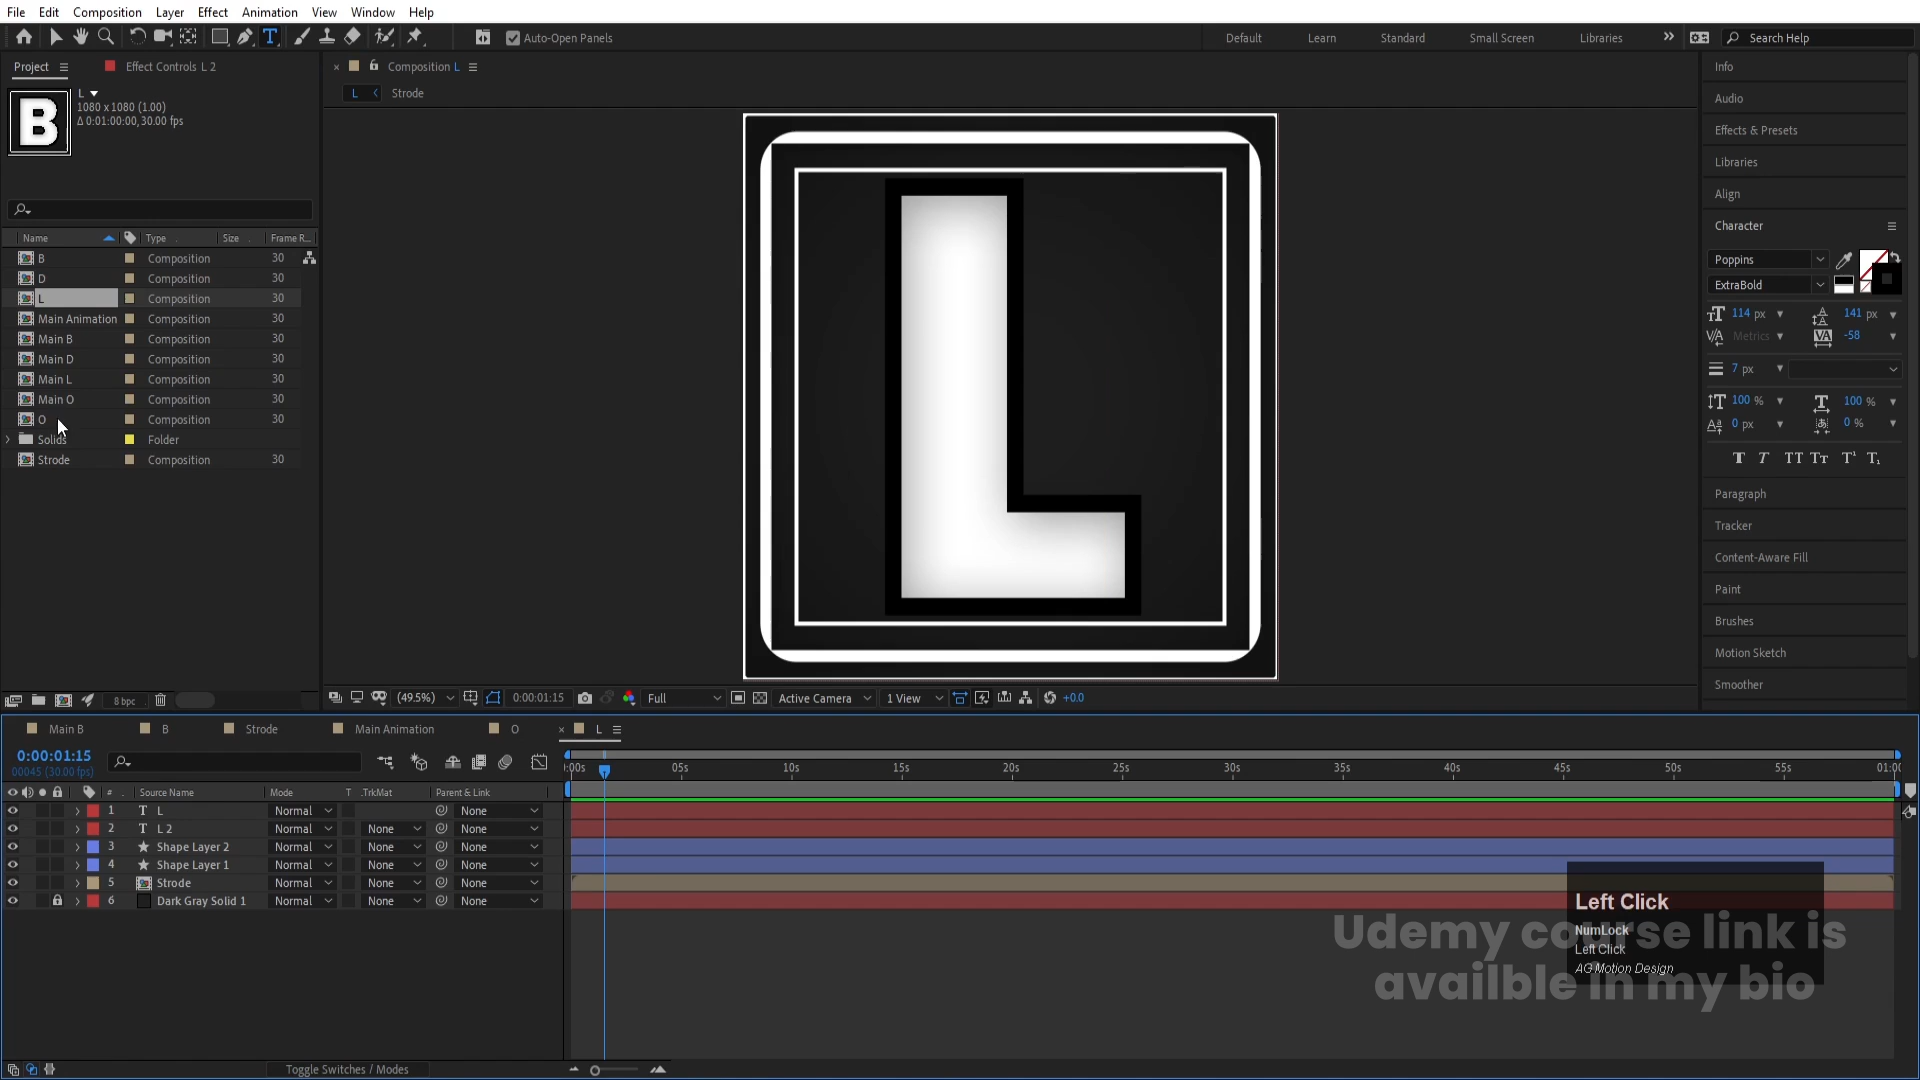 File Edit Composition Layer Effect Animation View Window Help
Auto-Open Panels
Default Learn Standard Small Screen Libraries
Search Help
Project
Effect Controls L 2
Composition L
L
1080 x 1080 (1.00)
Δ 0:01:00:00, 30.00 fps
B
L Strode
Name Type Size Frame R...
B Composition 30
D Composition 30
L Composition 30
Main Animation Composition 30
Main B Composition 30
Main D Composition 30
Main L Composition 30
Main O Composition 30
O Composition 30
Solids Folder
Strode Composition 30
8 bpc
L
(49.5%) 0:00:01:15 Full Active Camera 1 View +0.0
Info
Audio
Effects & Presets
Libraries
Align
Character
Poppins
ExtraBold
114 px 141 px
Metrics -58
7 px
100 % 100 %
0 px 0 %
Paragraph
Tracker
Content-Aware Fill
Paint
Brushes
Motion Sketch
Smoother
Main B B Strode Main Animation O L
0:00:01:15
00045 (30.00 fps)
:00s 05s 10s 15s 20s 25s 30s 35s 40s 45s 50s 55s 01:00
# Source Name Mode T .TrkMat Parent & Link
1 T L Normal None
2 T L 2 Normal None None
3 Shape Layer 2 Normal None None
4 Shape Layer 1 Normal None None
5 Strode Normal None None
6 Dark Gray Solid 1 Normal None None
Left Click
NumLock
Left Click
AG Motion Design
Udemy course link is
availble in my bio
Toggle Switches / Modes